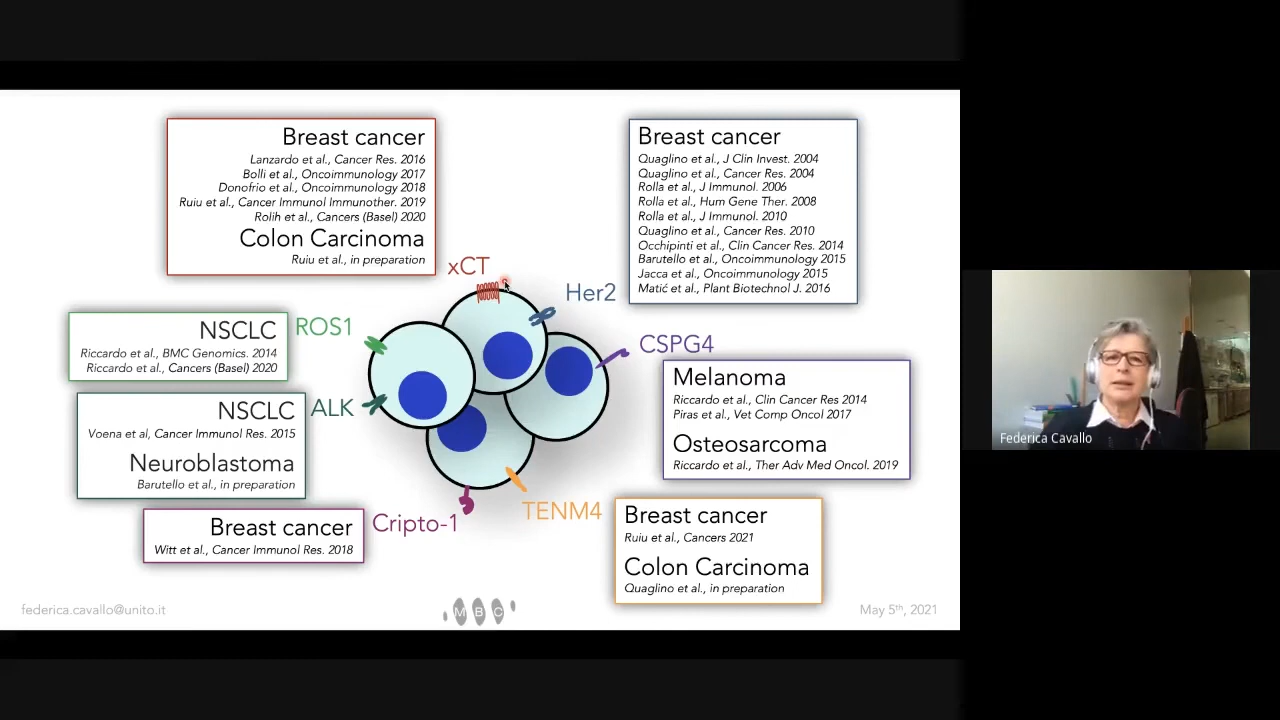 Breast cancer
Lanzardo et al., Cancer Res. 2016
Bolli et al., Oncoimmunology 2017
Donofrio et al., Oncoimmunology 2018
Ruiu et al., Cancer Immunol Immunother. 2019
Rolih et al., Cancers (Basel) 2020
Colon Carcinoma
Ruiu et al., in preparation
xCT
Breast cancer
Quaglino et al., J Clin Invest. 2004
Quaglino et al., Cancer Res. 2004
Rolla et al., J Immunol. 2006
Rolla et al., Hum Gene Ther. 2008
Rolla et al., J Immunol. 2010
Quaglino et al., Cancer Res. 2010
Occhipinti et al., Clin Cancer Res. 2014
Barutello et al., Oncoimmunology 2015
Jacca et al., Oncoimmunology 2015
Matić et al., Plant Biotechnol J. 2016
Her2
NSCLC
Riccardo et al., BMC Genomics. 2014
Riccardo et al., Cancers (Basel) 2020
ROS1
CSPG4
Melanoma
Riccardo et al., Clin Cancer Res 2014
Piras et al., Vet Comp Oncol 2017
Osteosarcoma
Riccardo et al., Ther Adv Med Oncol. 2019
NSCLC
Voena et al, Cancer Immunol Res. 2015
Neuroblastoma
Barutello et al., in preparation
ALK
Breast cancer
Witt et al., Cancer Immunol Res. 2018
Cripto-1
TENM4
Breast cancer
Ruiu et al., Cancers 2021
Colon Carcinoma
Quaglino et al., in preparation
federica.cavallo@unito.it
MBC
May 5th, 2021
Federica Cavallo